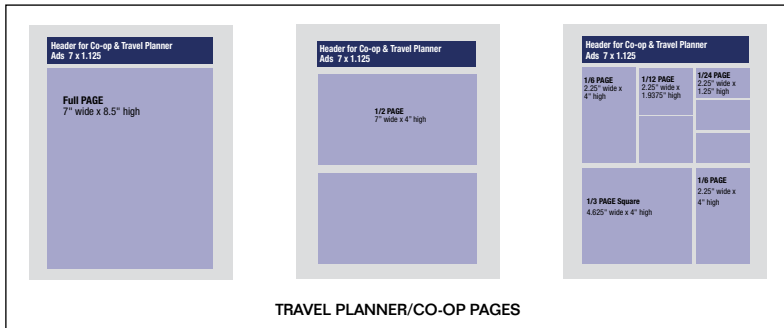 Header for Co-op & Travel Planner
Ads 7 x 1.125
Full PAGE
7" wide x 8.5" high
Header for Co-op & Travel Planner
Ads 7 x 1.125
1/2 PAGE
7" wide x 4" high
Header for Co-op & Travel Planner
Ads 7 x 1.125
1/6 PAGE
2.25" wide x
4" high
1/12 PAGE
2.25" wide x
1.9375" high
1/24 PAGE
2.25" wide x
1.25" high
1/3 PAGE Square
4.625" wide x 4" high
1/6 PAGE
2.25" wide x
4" high
TRAVEL PLANNER/CO-OP PAGES